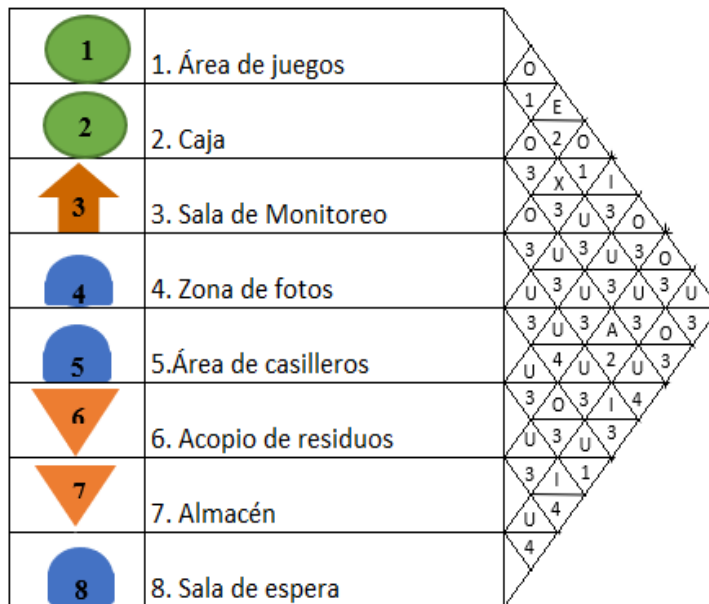 1 1. Área de juegos O
1 E
2 2. Caja O 2 O
3 X 1 I
3 3. Sala de Monitoreo O 3 U 3 O
3 U 3 U 3 O
4 4. Zona de fotos U 3 U 3 U 3 U
3 U 3 A 3 O 3
5 5.Área de casilleros U 4 U 2 U 3
3 O 3 I 4
6 6. Acopio de residuos U 3 U 3
3 I 1
7 7. Almacén U 4
4
8 8. Sala de espera